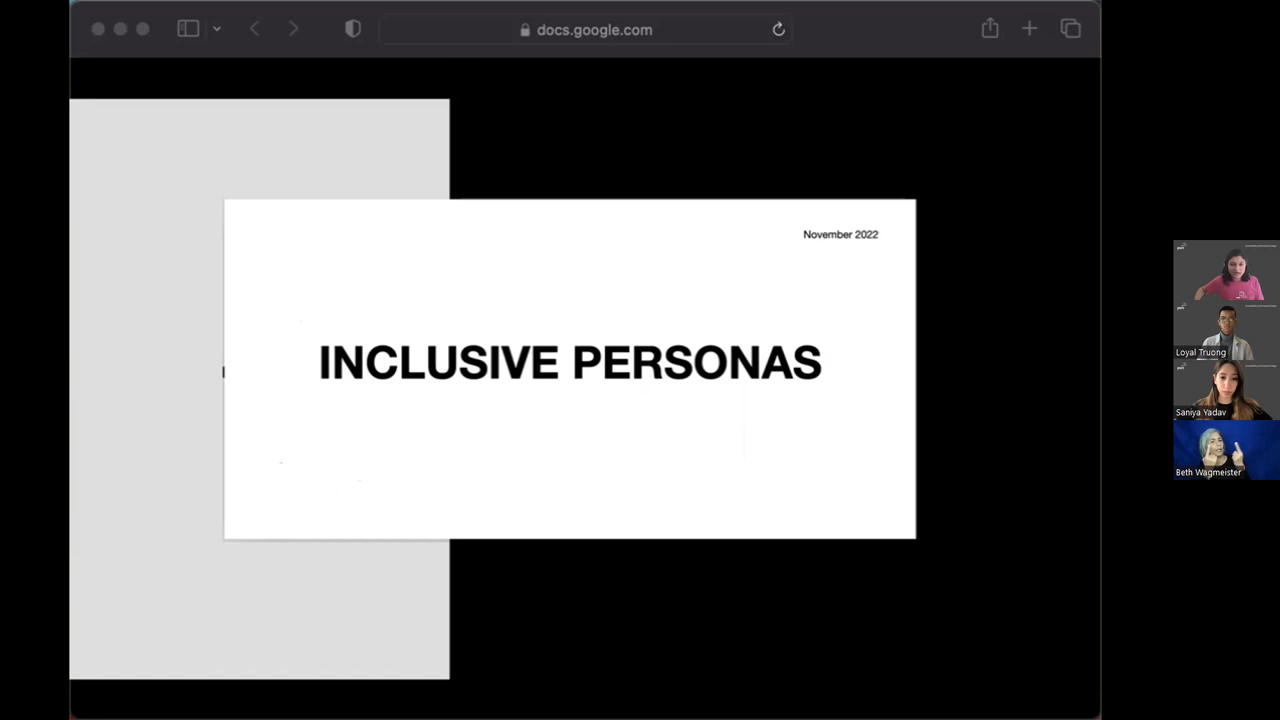 docs.google.com
November 2022
INCLUSIVE PERSONAS
Loyal Truong
Saniya Yadav
Beth Wagmeister